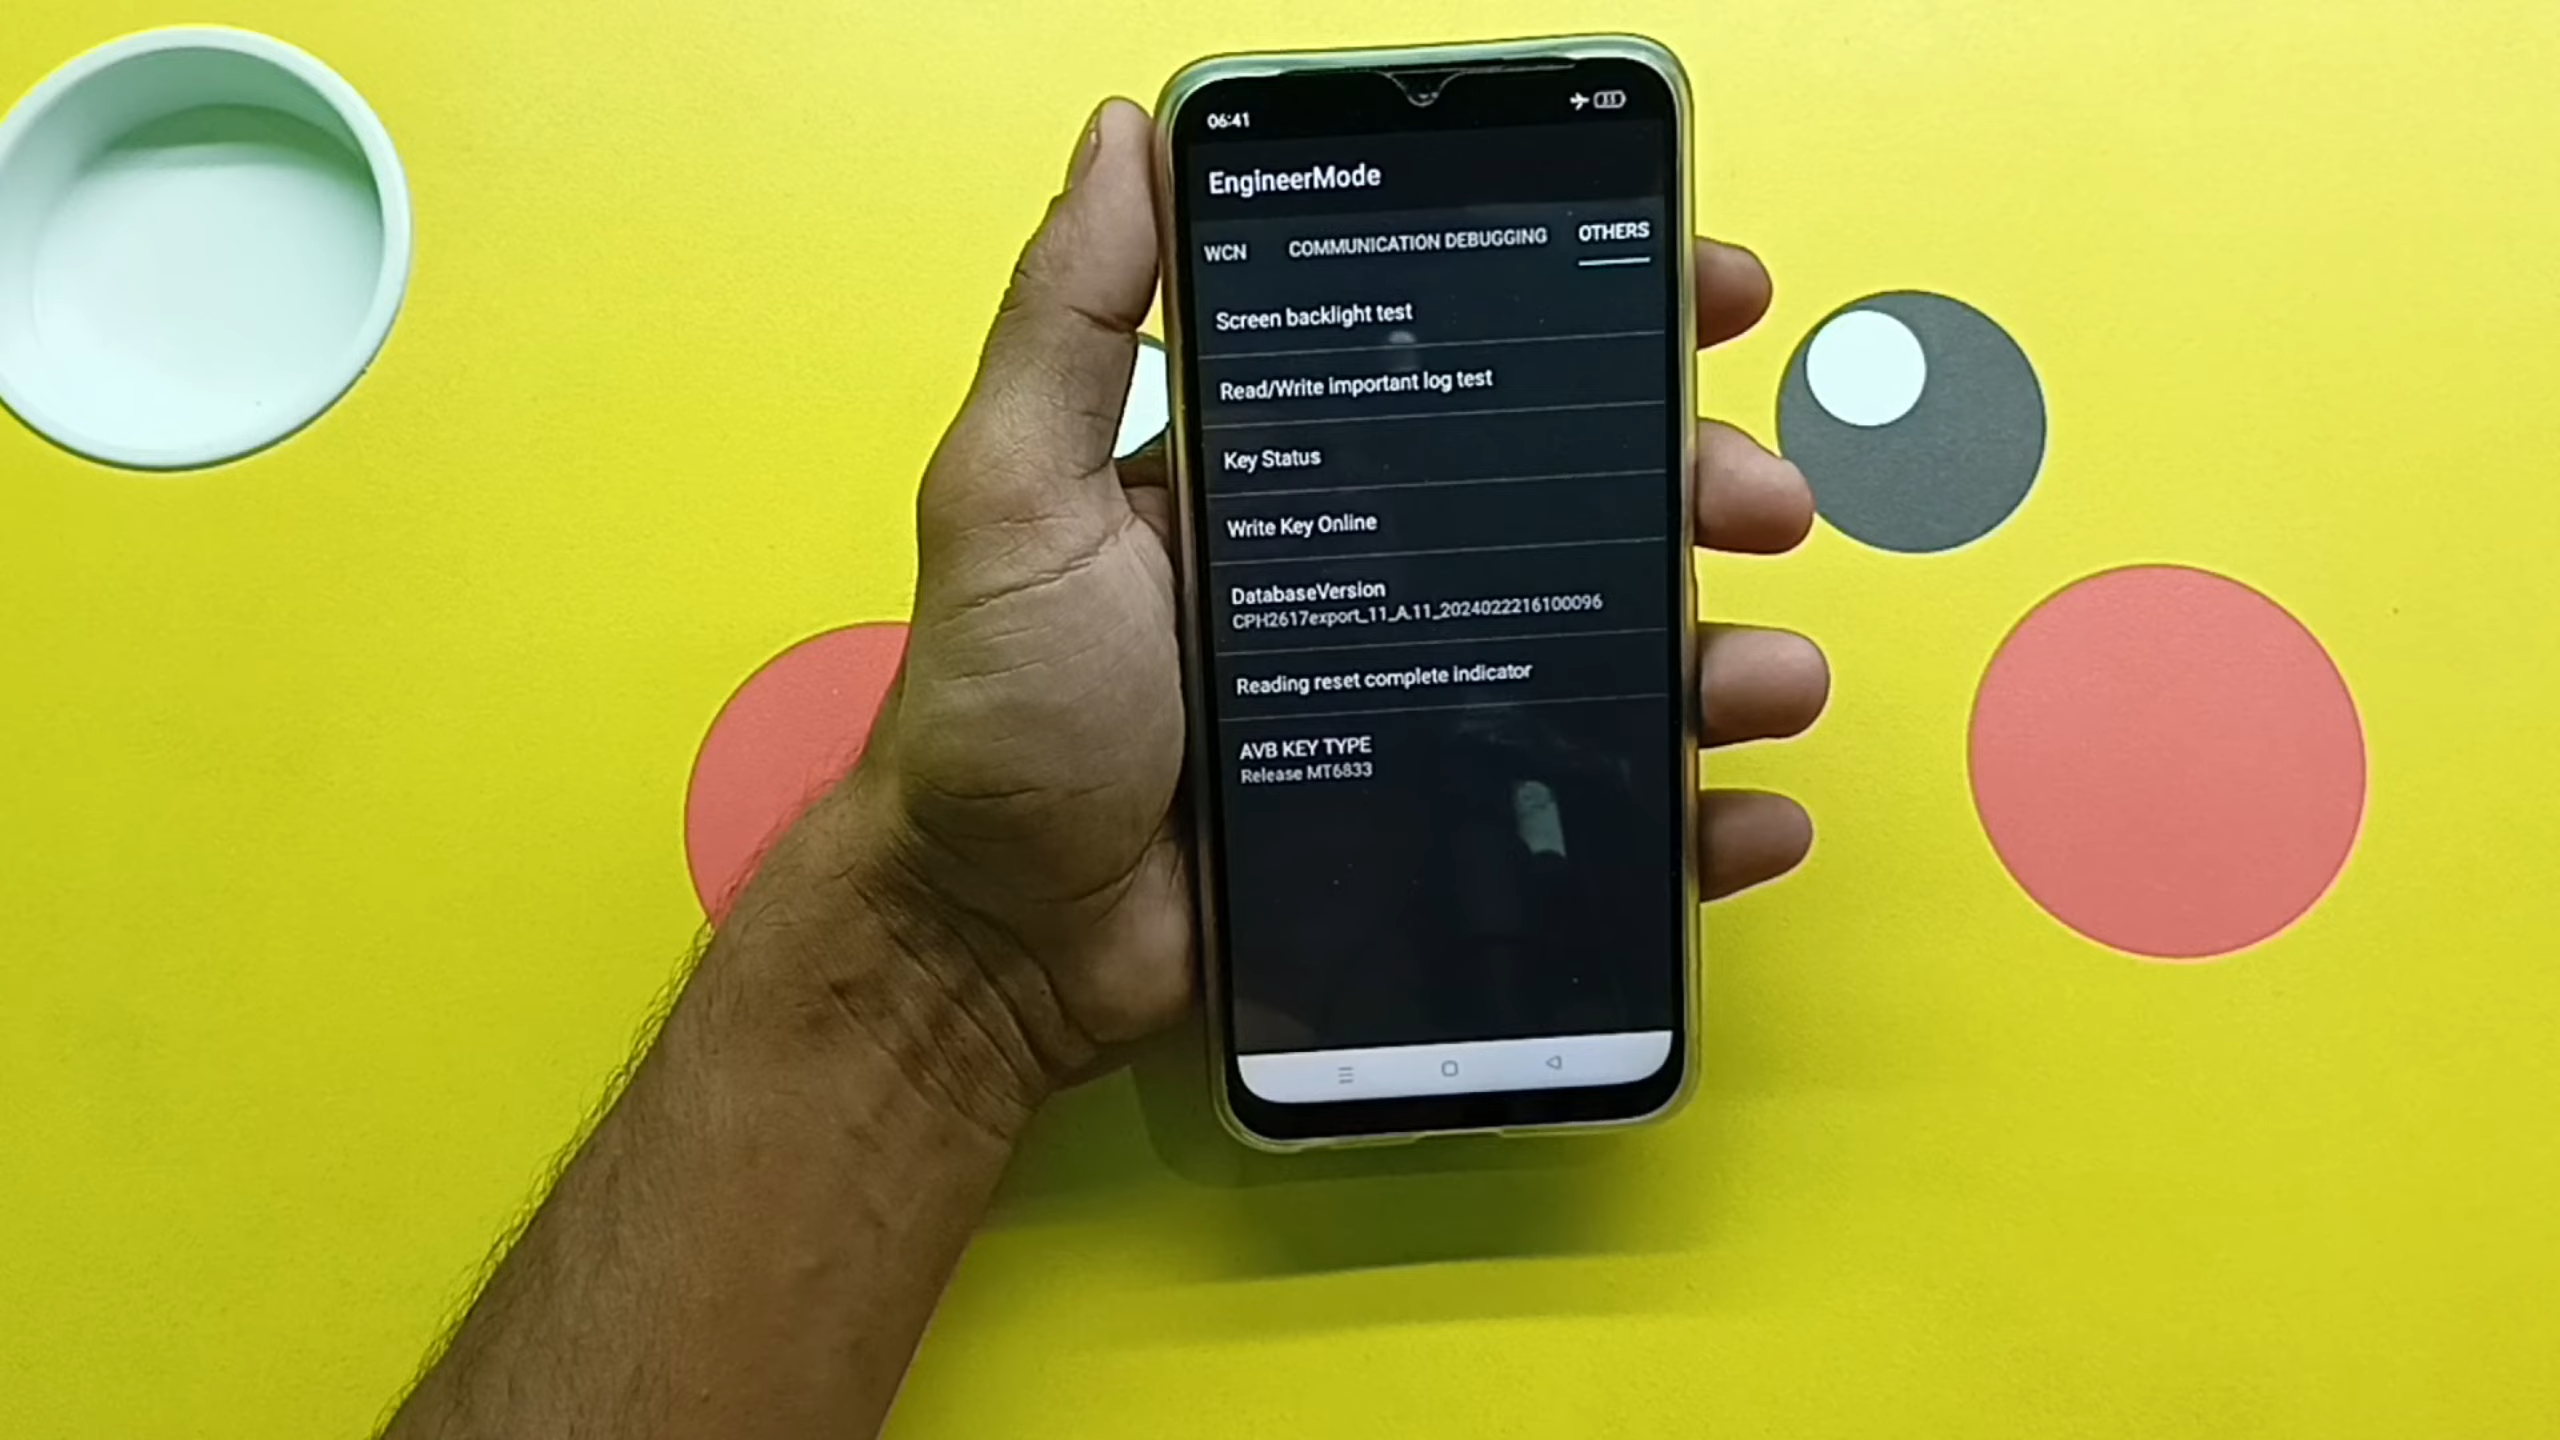 06:41
EngineerMode
WCN COMMUNICATION DEBUGGING OTHERS
Screen backlight test
Read/Write important log test
Key Status
Write Key Online
DatabaseVersion
CPH2617export_11_A.11_2024022216100096
Reading reset complete indicator
AVB KEY TYPE
Release MT6833